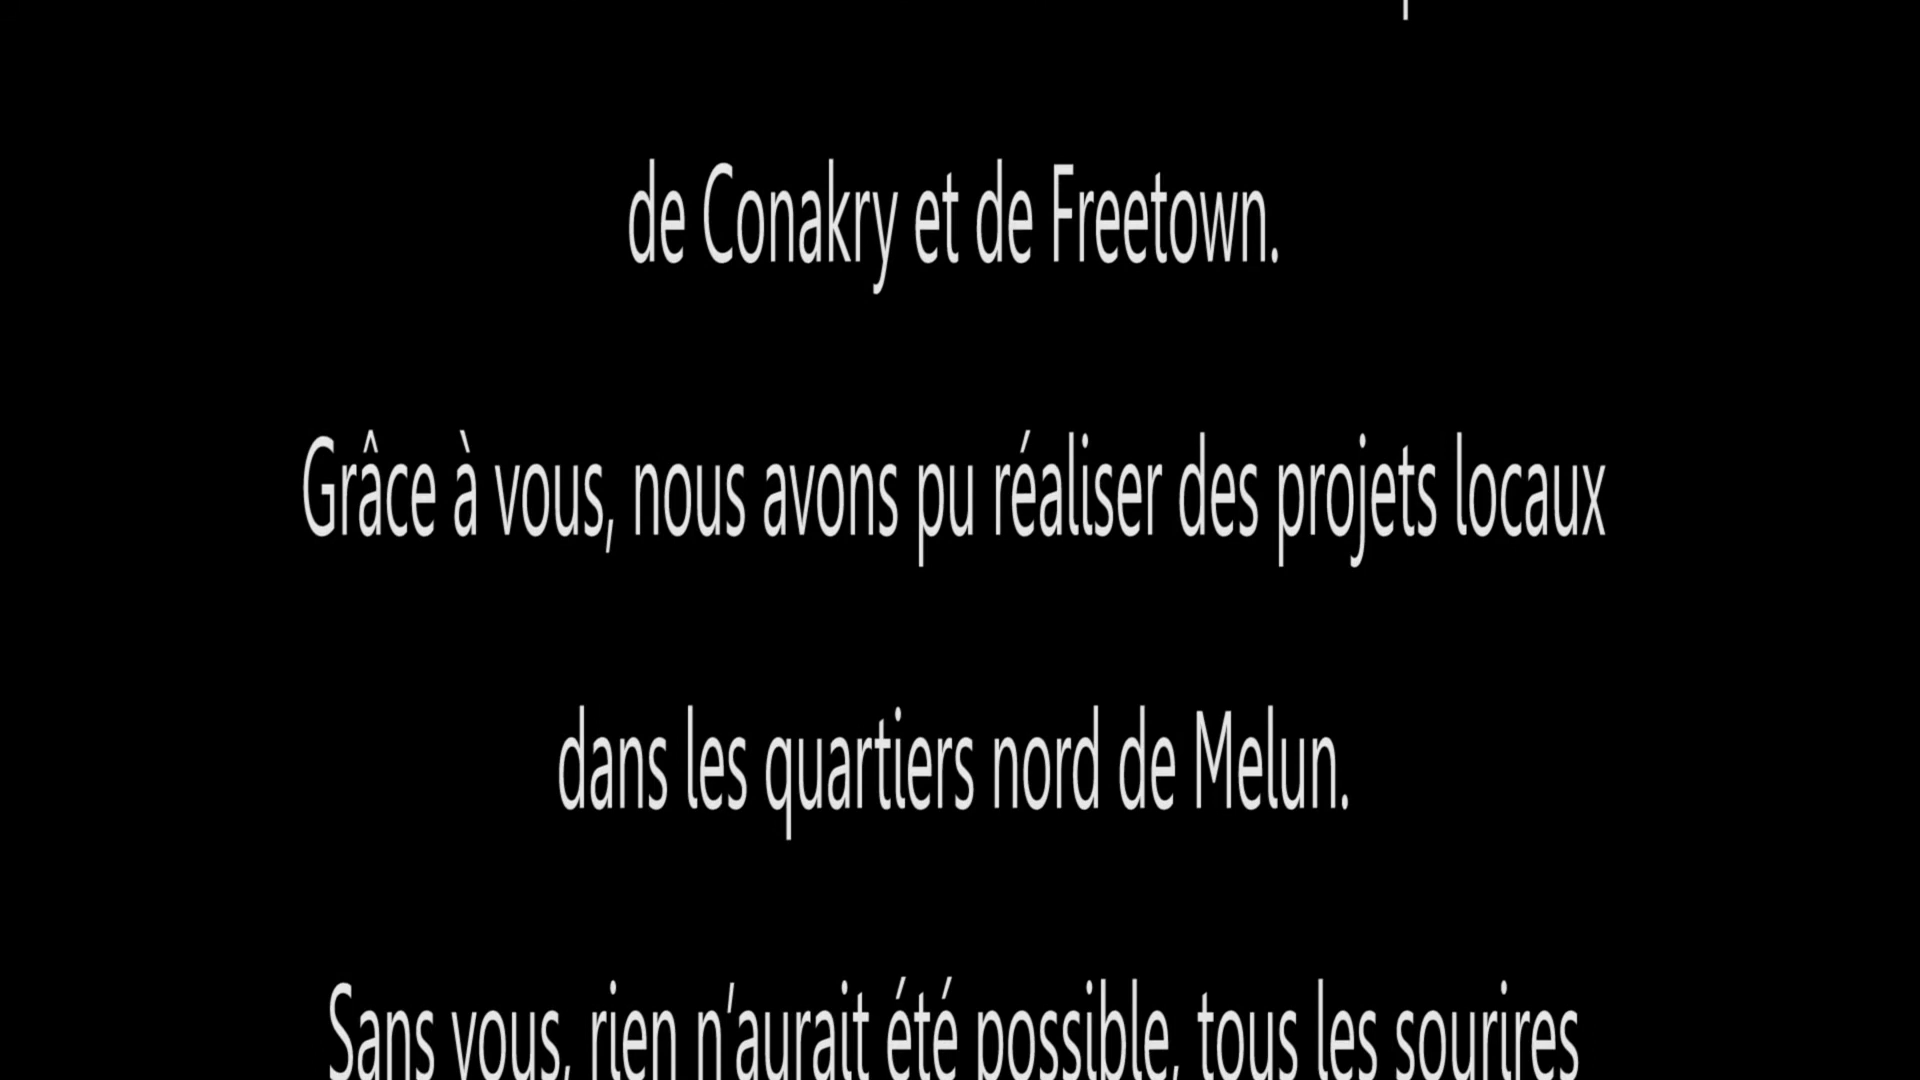 de Conakry et de Freetown.
Grâce à vous, nous avons pu réaliser des projets locaux
dans les quartiers nord de Melun.
Sans vous, rien n’aurait été possible, tous les sourires